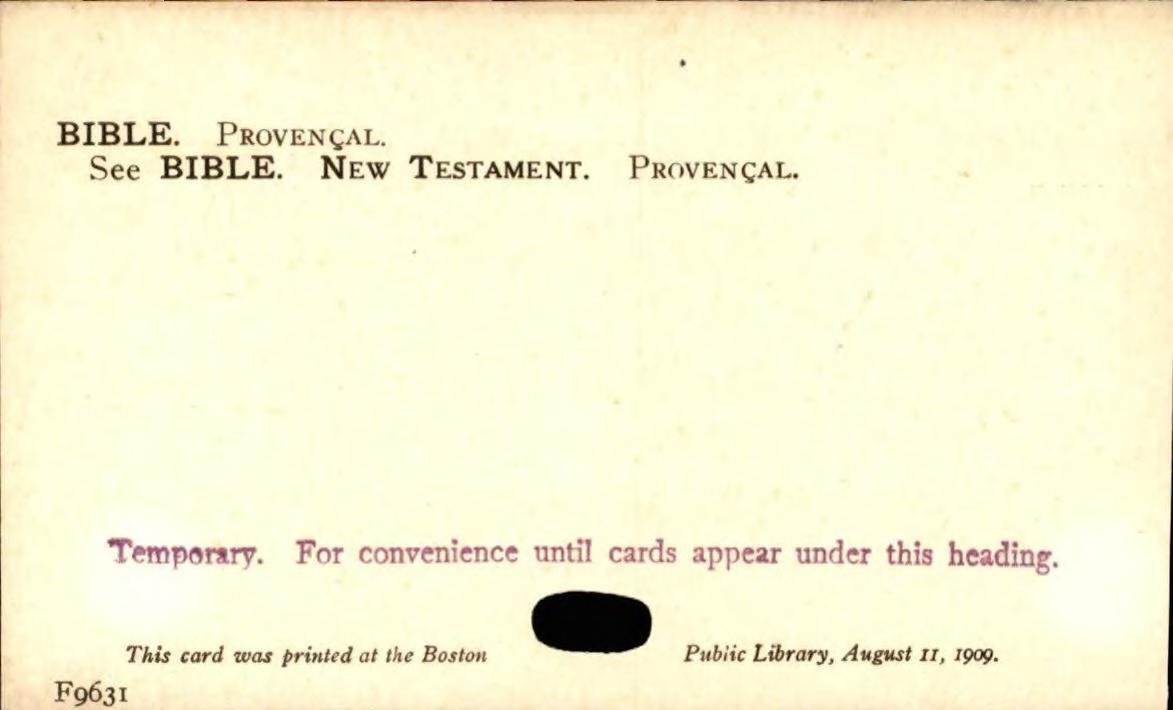 BIBLE. PROVENÇAL.
See BIBLE. NEW TESTAMENT. PROVENÇAL.
Temporary. For convenience until cards appear under this heading.
This card was printed at the Boston Public Library, August 11, 1909.
F9631